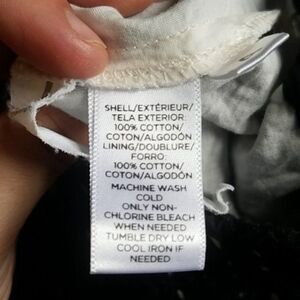 SHELL/EXTÉRIEUR/
TELA EXTERIOR:
100% COTTON/
COTON/ALGODÓN
LINING/DOUBLURE/
FORRO:
100% COTTON/
COTON/ALGODÓN
MACHINE WASH
COLD
ONLY NON-
CHLORINE BLEACH
WHEN NEEDED
TUMBLE DRY LOW
COOL IRON IF
NEEDED